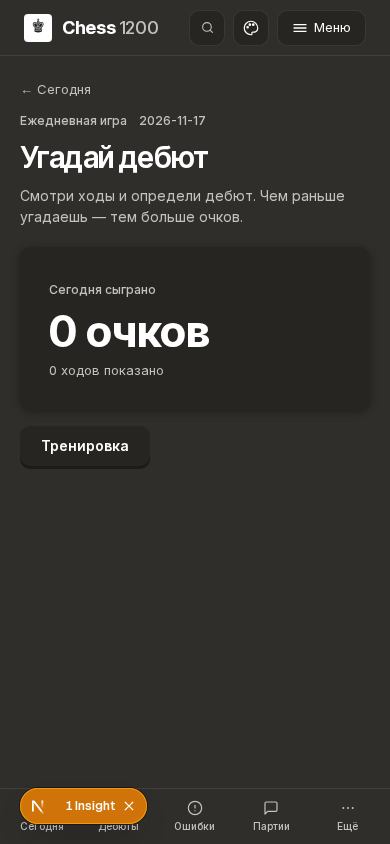 Chess 1200
Меню
← Сегодня
Ежедневная игра 2026-11-17
Угадай дебют
Смотри ходы и определи дебют. Чем раньше
угадаешь — тем больше очков.
Сегодня сыграно
0 очков
0 ходов показано
Тренировка
N 1 Insight
Сегодня Дебюты Ошибки Партии Ещё